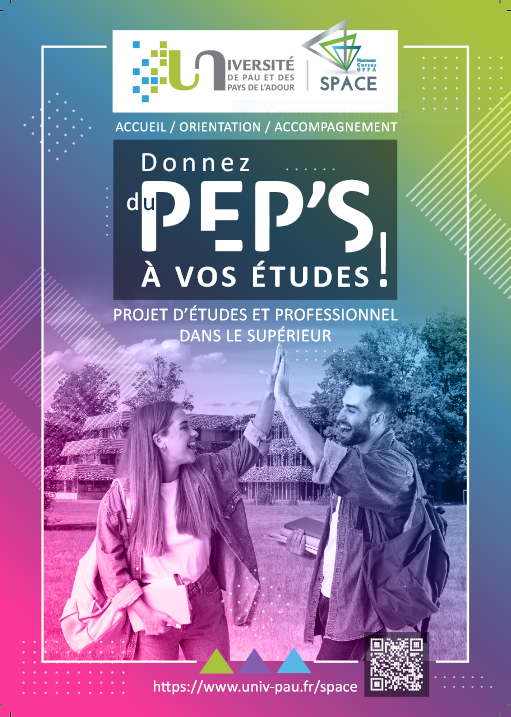 UNIVERSITÉ
DE PAU ET DES
PAYS DE L'ADOUR
SPACE
ACCUEIL / ORIENTATION / ACCOMPAGNEMENT
Donnez
du PEP'S
À VOS ÉTUDES !
PROJET D'ÉTUDES ET PROFESSIONNEL
DANS LE SUPÉRIEUR
https://www.univ-pau.fr/space